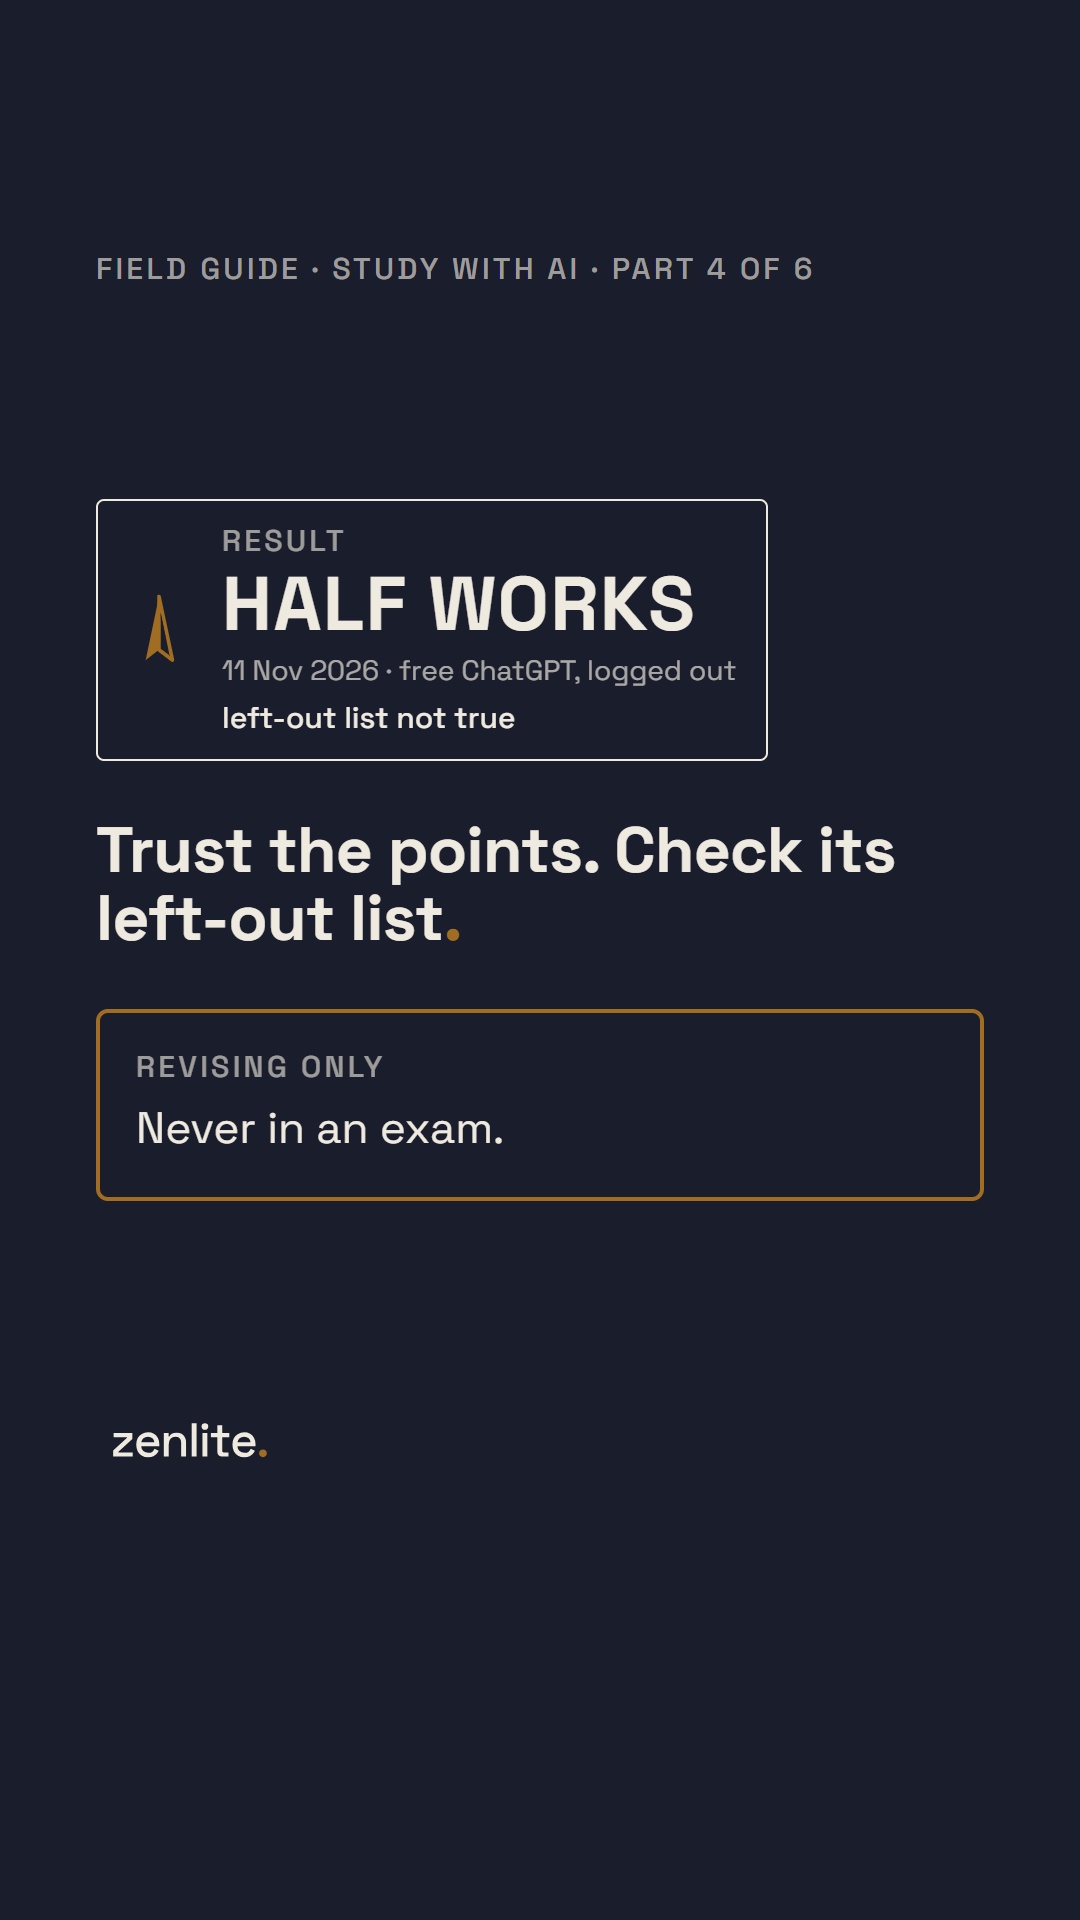 FIELD GUIDE · STUDY WITH AI · PART 4 OF 6
RESULT
HALF WORKS
11 Nov 2026 · free ChatGPT, logged out
left-out list not true
Trust the points. Check its
left-out list.
REVISING ONLY
Never in an exam.
zenlite.